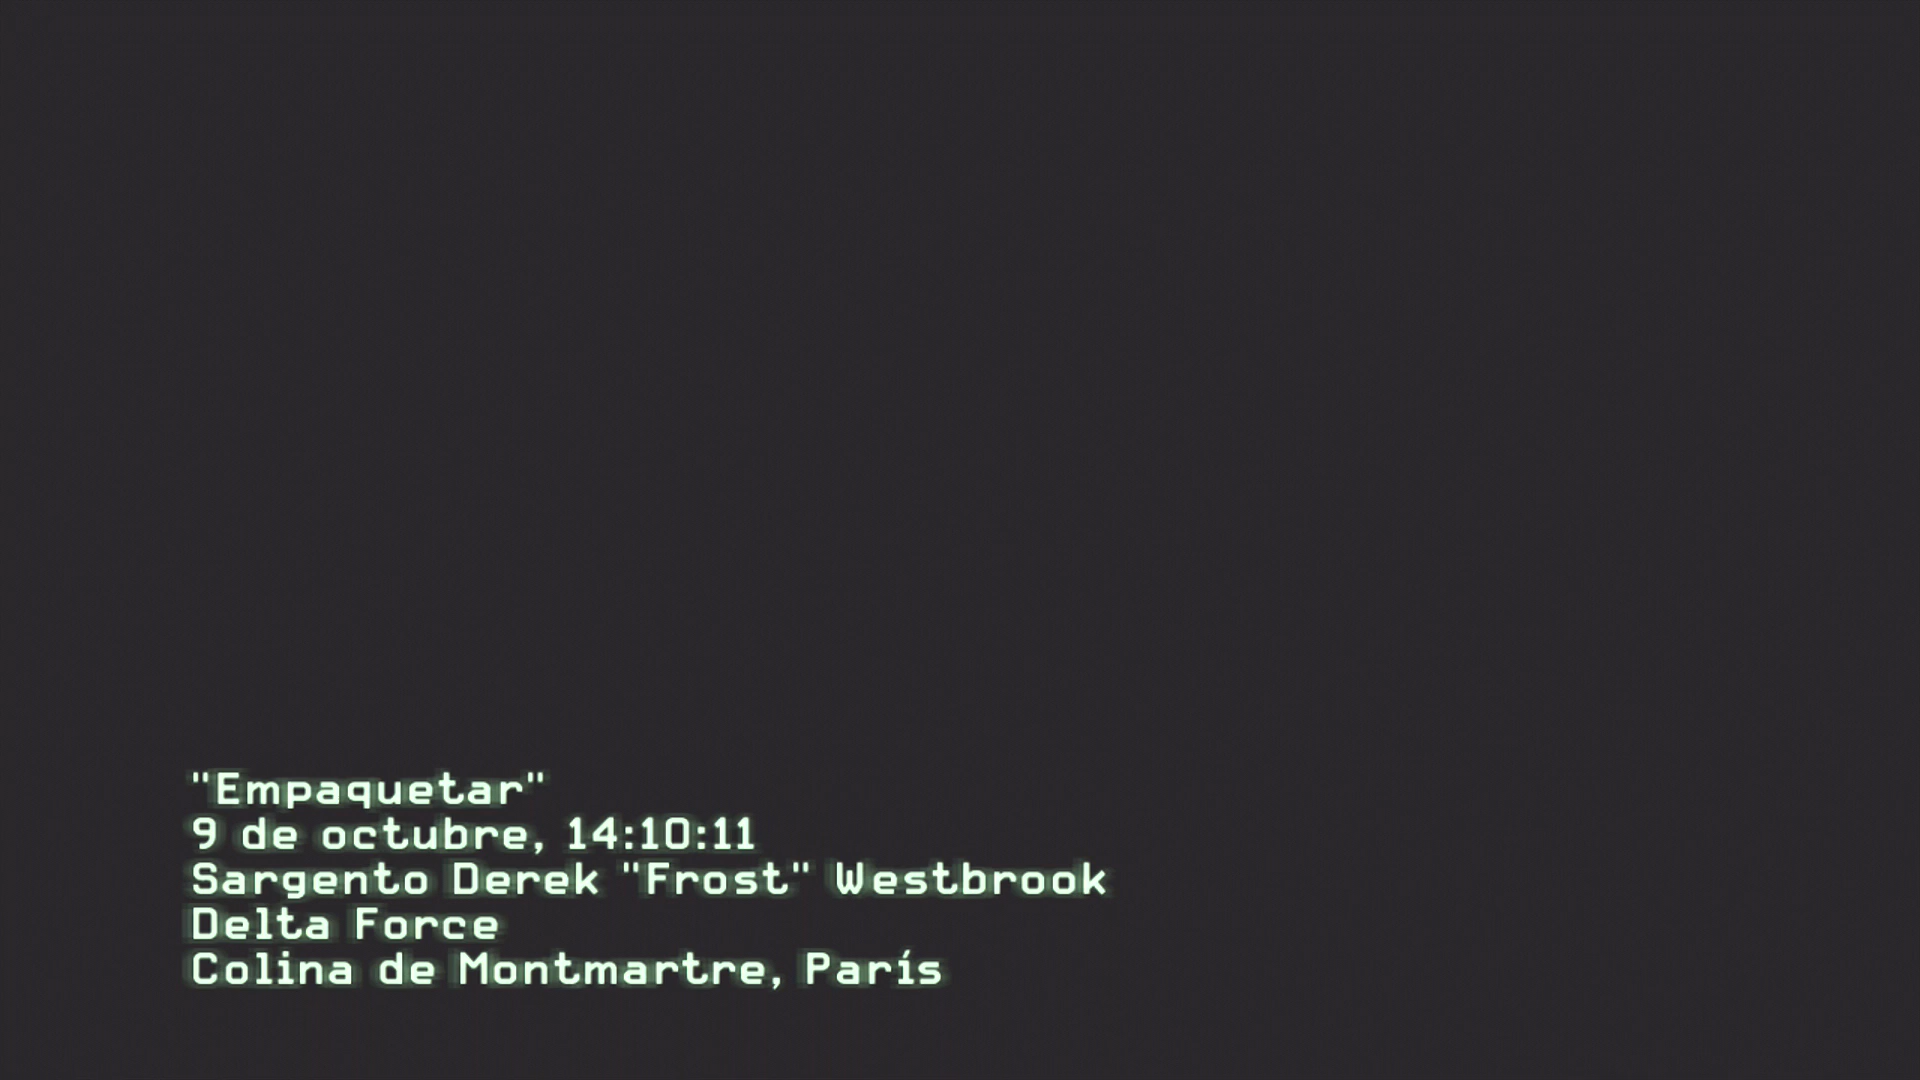 "Empaquetar"
9 de octubre, 14:10:11
Sargento Derek "Frost" Westbrook
Delta Force
Colina de Montmartre, París